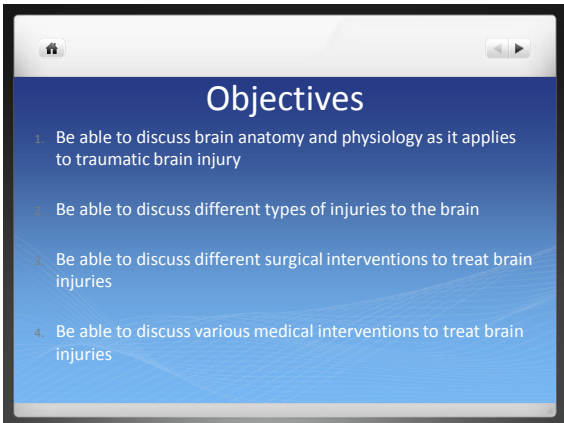 Objectives
1. Be able to discuss brain anatomy and physiology as it applies
to traumatic brain injury
2. Be able to discuss different types of injuries to the brain
3. Be able to discuss different surgical interventions to treat brain
injuries
4. Be able to discuss various medical interventions to treat brain
injuries